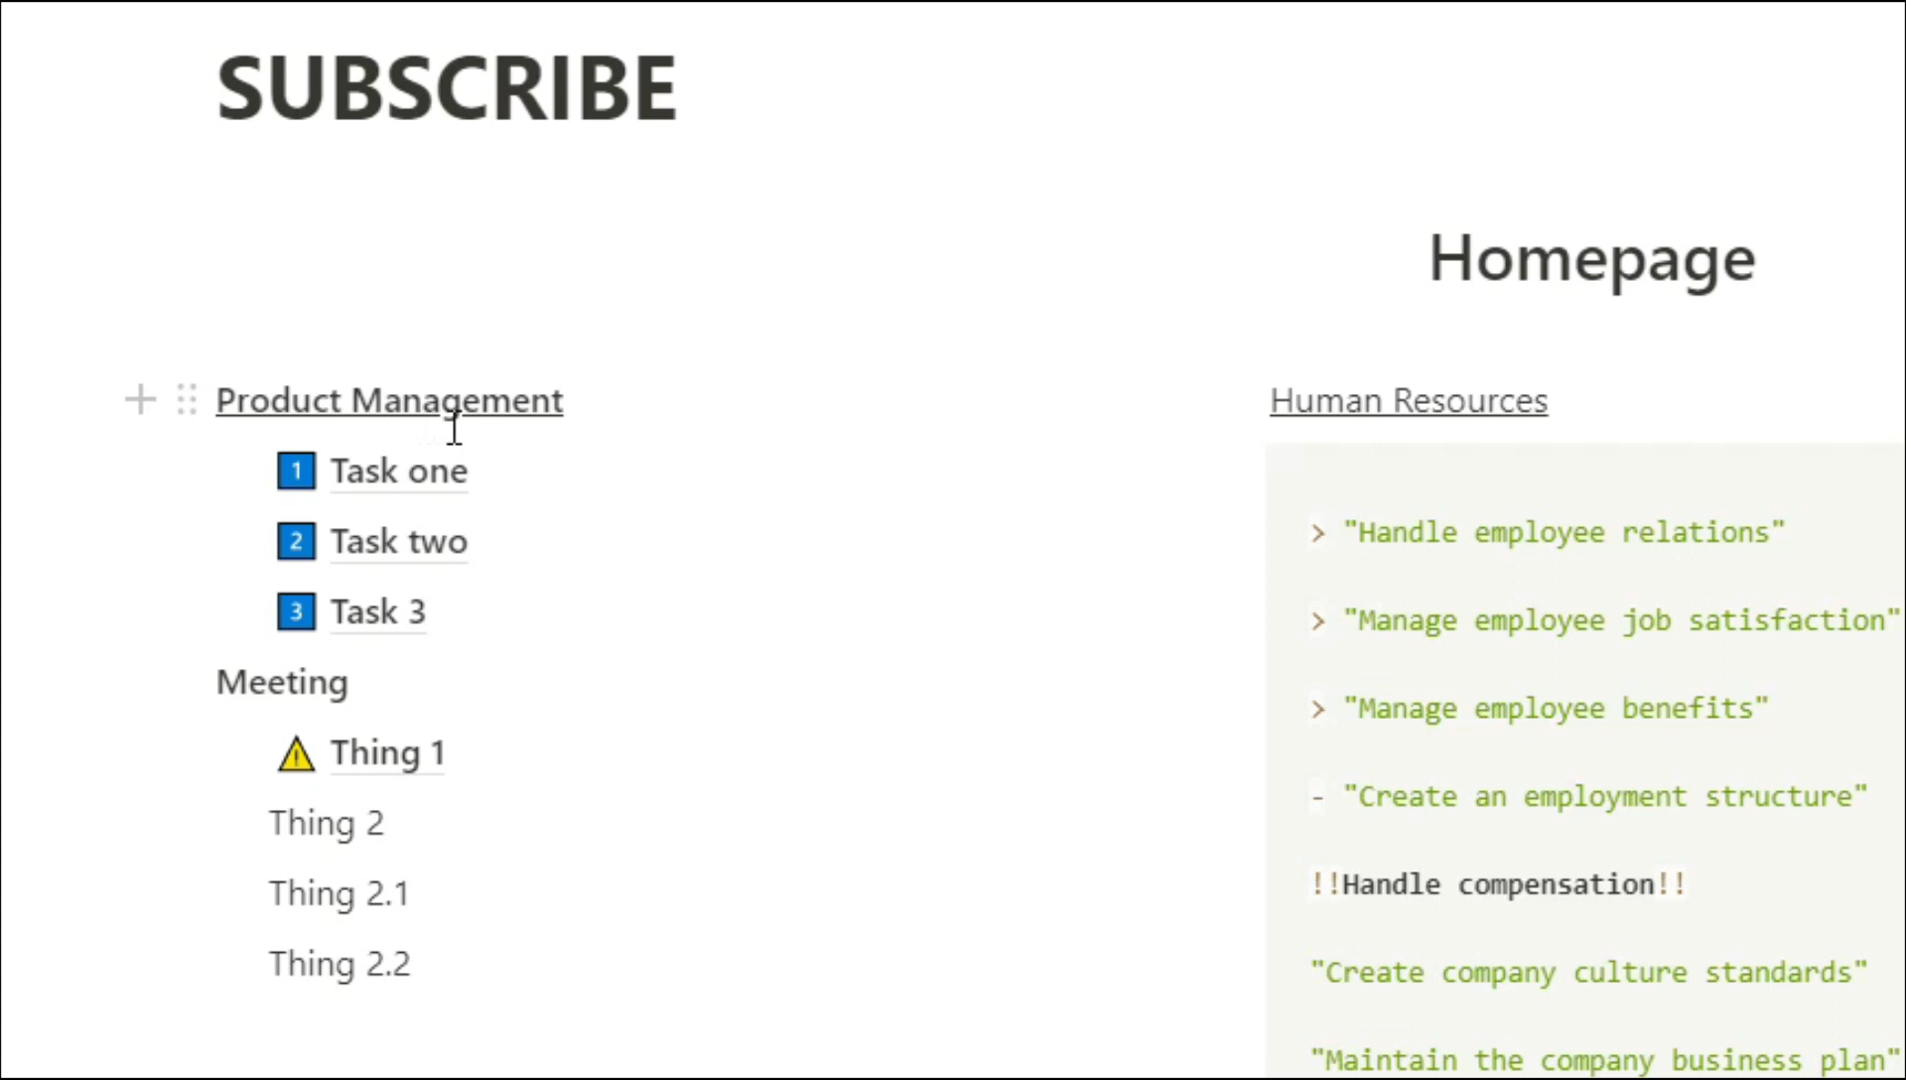 SUBSCRIBE
Homepage
Product Management
1 Task one
2 Task two
3 Task 3
Meeting
Thing 1
Thing 2
Thing 2.1
Thing 2.2
Human Resources
> "Handle employee relations"
> "Manage employee job satisfaction"
> "Manage employee benefits"
- "Create an employment structure"
!!Handle compensation!!
"Create company culture standards"
"Maintain the company business plan"